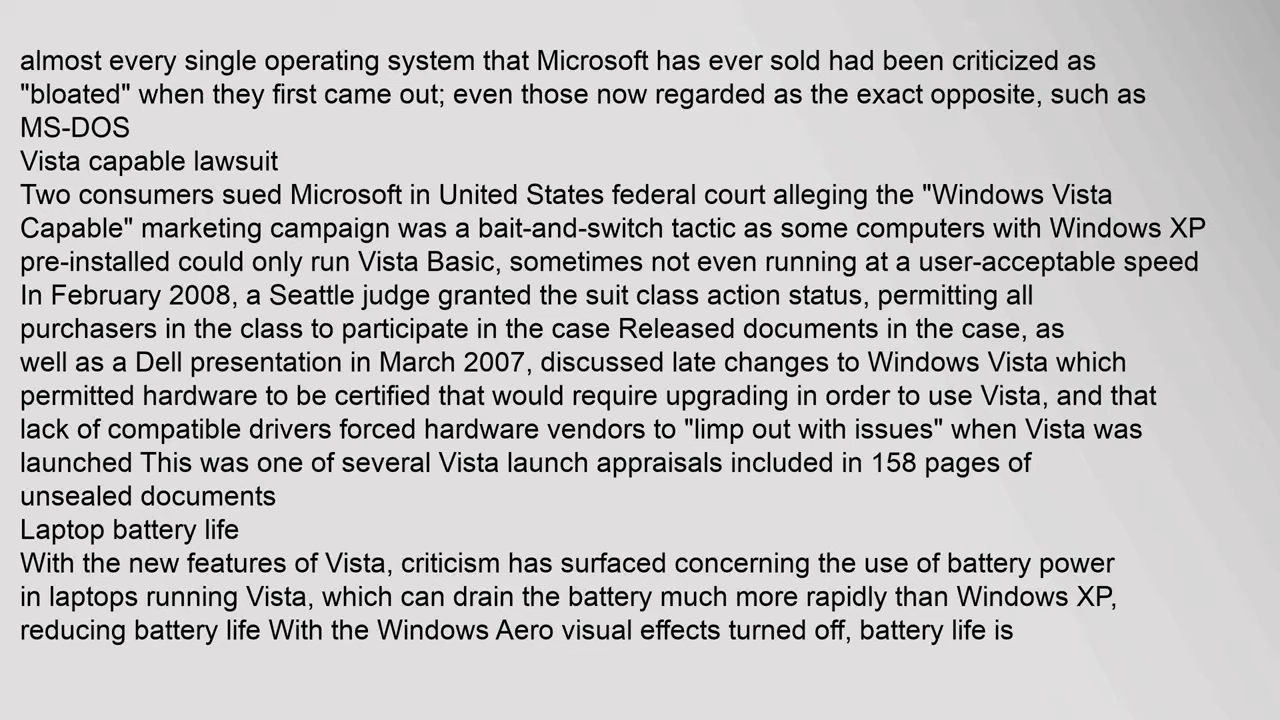 almost every single operating system that Microsoft has ever sold had been criticized as
"bloated" when they first came out; even those now regarded as the exact opposite, such as
MS-DOS
Vista capable lawsuit
Two consumers sued Microsoft in United States federal court alleging the "Windows Vista
Capable" marketing campaign was a bait-and-switch tactic as some computers with Windows XP
pre-installed could only run Vista Basic, sometimes not even running at a user-acceptable speed
In February 2008, a Seattle judge granted the suit class action status, permitting all
purchasers in the class to participate in the case Released documents in the case, as
well as a Dell presentation in March 2007, discussed late changes to Windows Vista which
permitted hardware to be certified that would require upgrading in order to use Vista, and that
lack of compatible drivers forced hardware vendors to "limp out with issues" when Vista was
launched This was one of several Vista launch appraisals included in 158 pages of
unsealed documents
Laptop battery life
With the new features of Vista, criticism has surfaced concerning the use of battery power
in laptops running Vista, which can drain the battery much more rapidly than Windows XP,
reducing battery life With the Windows Aero visual effects turned off, battery life is